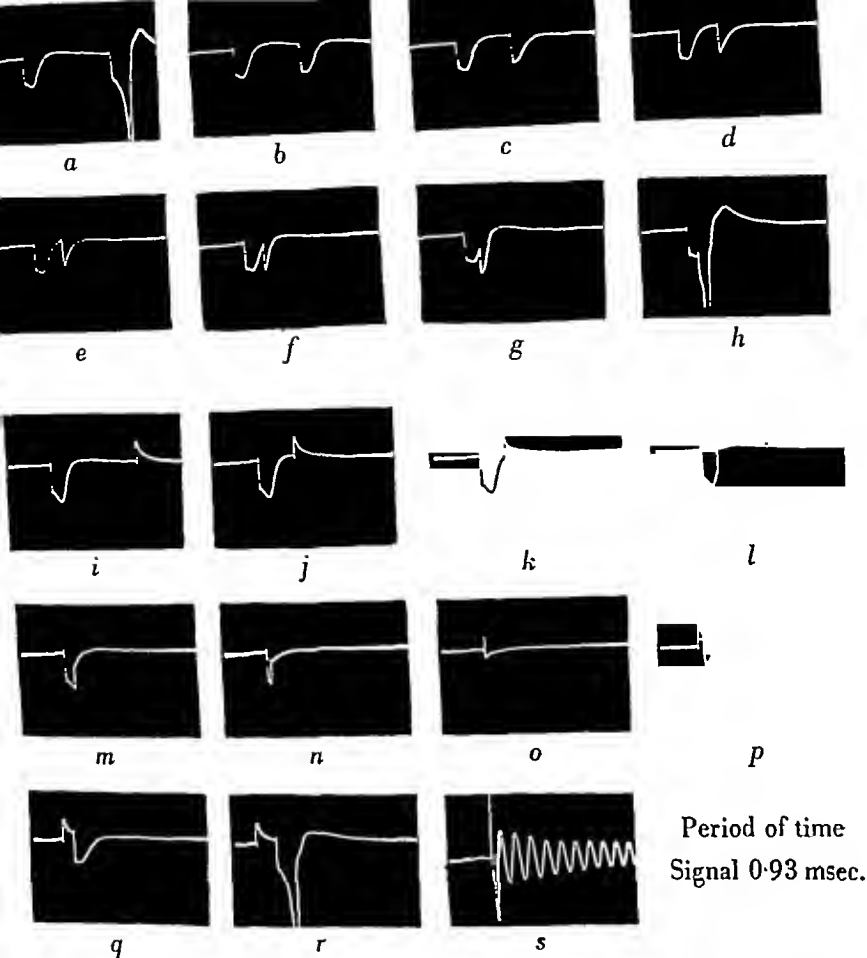 a b c d
e f g h
i j k l
m n o p
Period of time
Signal 0·93 msec.
q r s